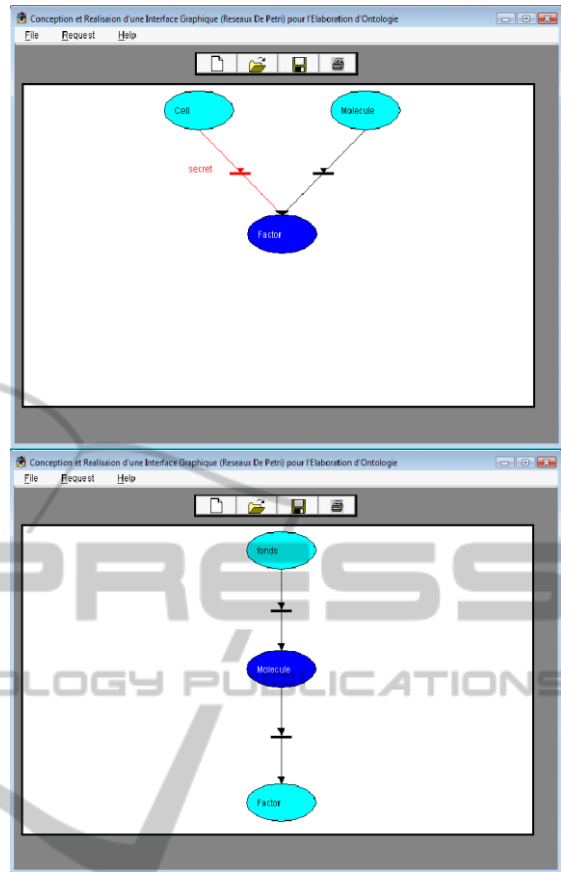 Conception et Realisaion d'une Interface Graphique (Reseaux De Petri) pour l'Elaboration d'Ontologie
File Request Help
Cell Molecule
secret
Factor
Conception et Realisaion d'une Interface Graphique (Reseaux De Petri) pour l'Elaboration d'Ontologie
File Request Help
fonds
PRESS
Molecule
OLOGY PUBLICATIONS
Factor